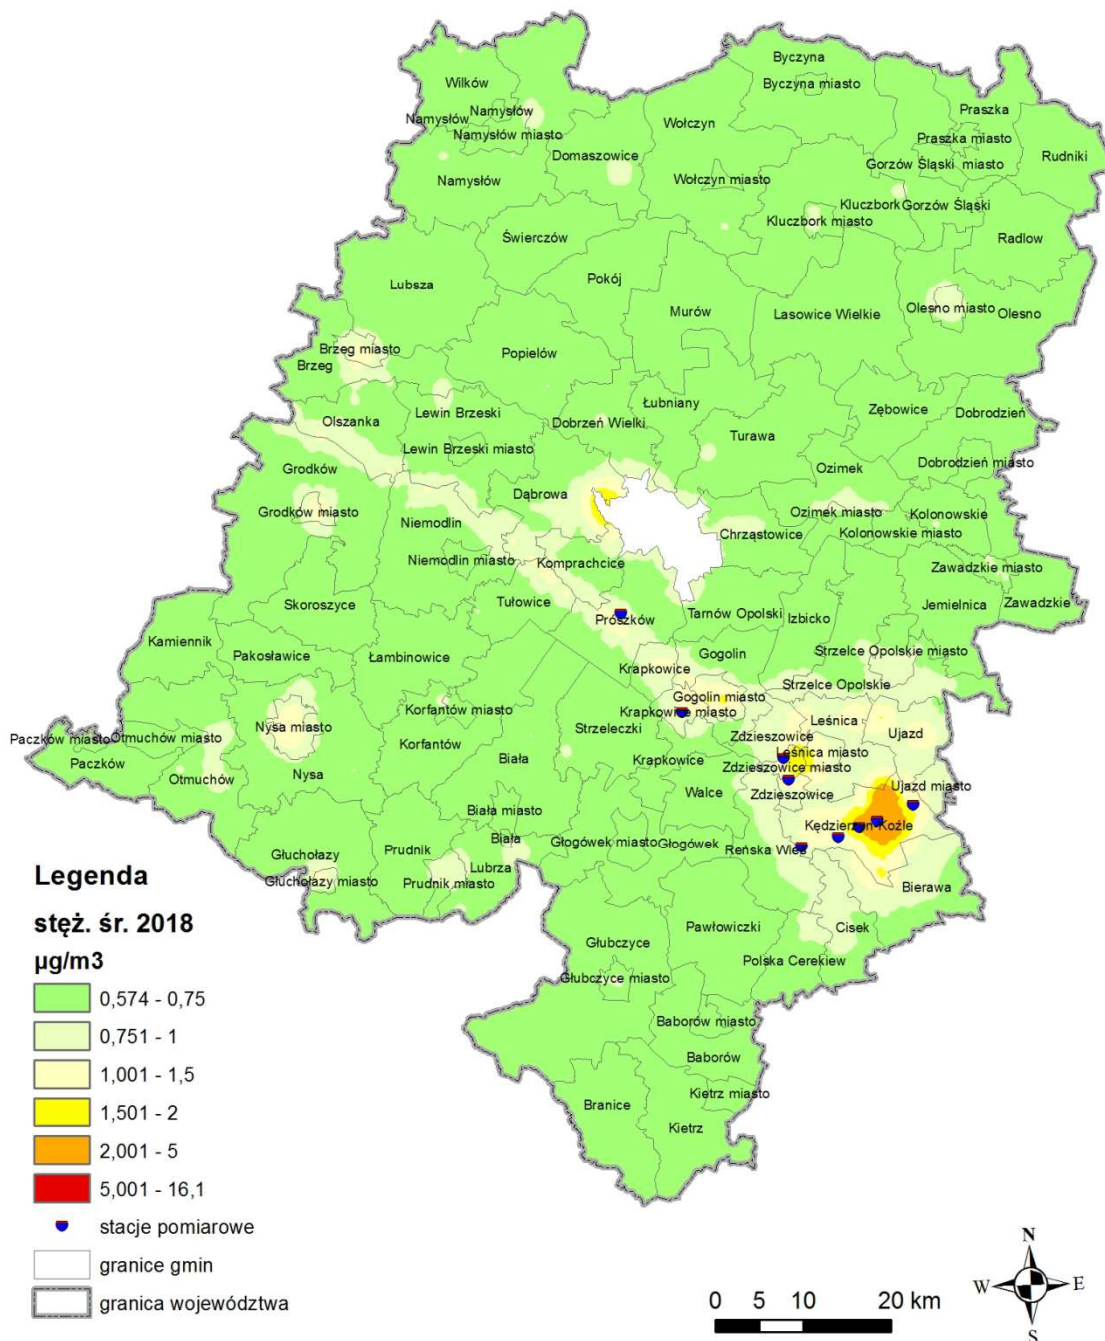 Byczyna
Byczyna miasto
Wilków
Namysłów
Namysłów
Namysłów miasto
Praszka
Praszka miasto
Wołczyn
Domaszowice
Gorzów Śląski miasto
Rudniki
Namysłów
Wołczyn miasto
Kluczbork
Gorzów Śląski
Kluczbork miasto
Świerczów
Radlow
Pokój
Lubsza
Murów
Lasowice Wielkie
Olesno miasto
Olesno
Brzeg miasto
Brzeg
Popielów
Łubniany
Lewin Brzeski
Zębowice
Dobrodzień
Olszanka
Dobrzeń Wielki
Turawa
Lewin Brzeski miasto
Grodków
Ozimek
Dobrodzień miasto
Dąbrowa
Grodków miasto
Ozimek miasto
Kolonowskie
Niemodlin
Chrząstowice
Kolonowskie miasto
Niemodlin miasto
Komprachcice
Zawadzkie miasto
Skoroszyce
Tułowice
Prószków
Tarnów Opolski
Izbicko
Jemielnica
Zawadzkie
Kamiennik
Pakosławice
Łambinowice
Gogolin
Strzelce Opolskie miasto
Krapkowice
Strzelce Opolskie
Gogolin miasto
Korfantów miasto
Krapkowice miasto
Leśnica
Nysa miasto
Strzeleczki
Zdzieszowice
Ujazd
Paczków miasto
Otmuchów miasto
Korfantów
Leśnica miasto
Paczków
Biała
Krapkowice
Zdzieszowice miasto
Otmuchów
Nysa
Ujazd miasto
Walce
Zdzieszowice
Biała miasto
Kędzierzyn Koźle
Biała
Głogówek miasto
Głogówek
Reńska Wieś
Głuchołazy
Prudnik
Lubrza
Głuchołazy miasto
Prudnik miasto
Bierawa
Pawłowiczki
Cisek
Głubczyce
Polska Cerekiew
Głubczyce miasto
Baborów miasto
Baborów
Kietrz miasto
Branice
Kietrz
Legenda
stęż. śr. 2018
µg/m3
0,574 - 0,75
0,751 - 1
1,001 - 1,5
1,501 - 2
2,001 - 5
5,001 - 16,1
stacje pomiarowe
granice gmin
granica województwa
0 5 10 20 km
N
W E
S